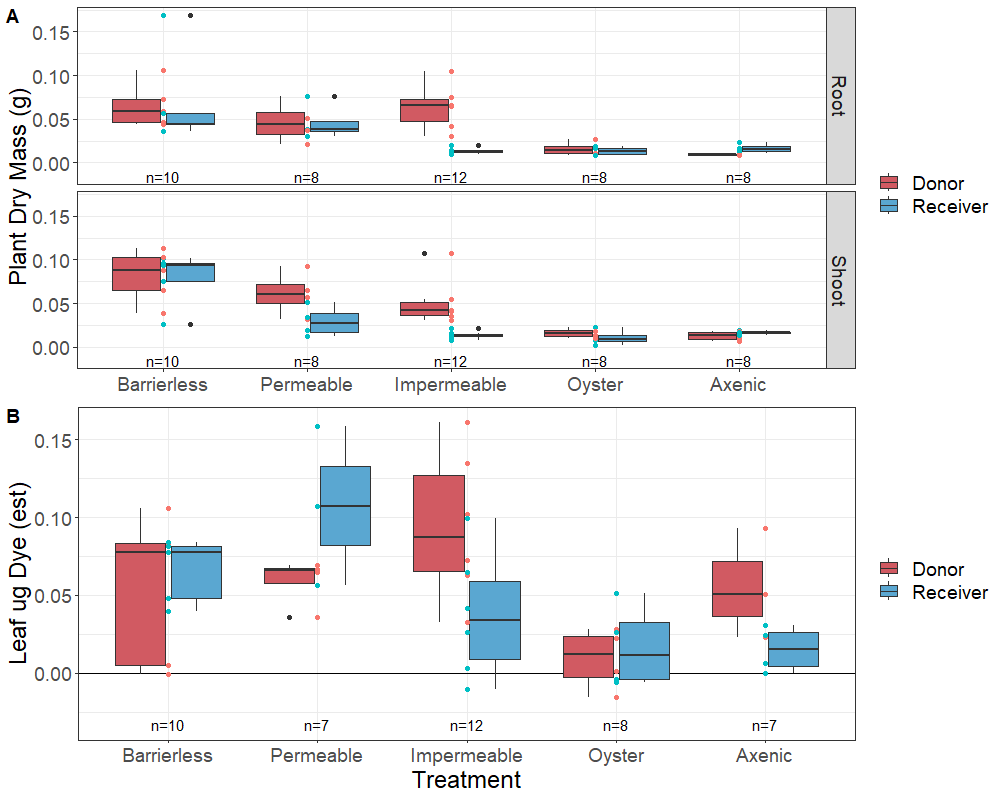 A
Plant Dry Mass (g)
0.15
0.10
0.05
0.00
n=10 n=8 n=12 n=8 n=8
Root
0.15
0.10
0.05
0.00
n=10 n=8 n=12 n=8 n=8
Shoot
Barrierless Permeable Impermeable Oyster Axenic
Donor
Receiver
B
Leaf ug Dye (est)
0.15
0.10
0.05
0.00
n=10 n=7 n=12 n=8 n=7
Barrierless Permeable Impermeable Oyster Axenic
Treatment
Donor
Receiver